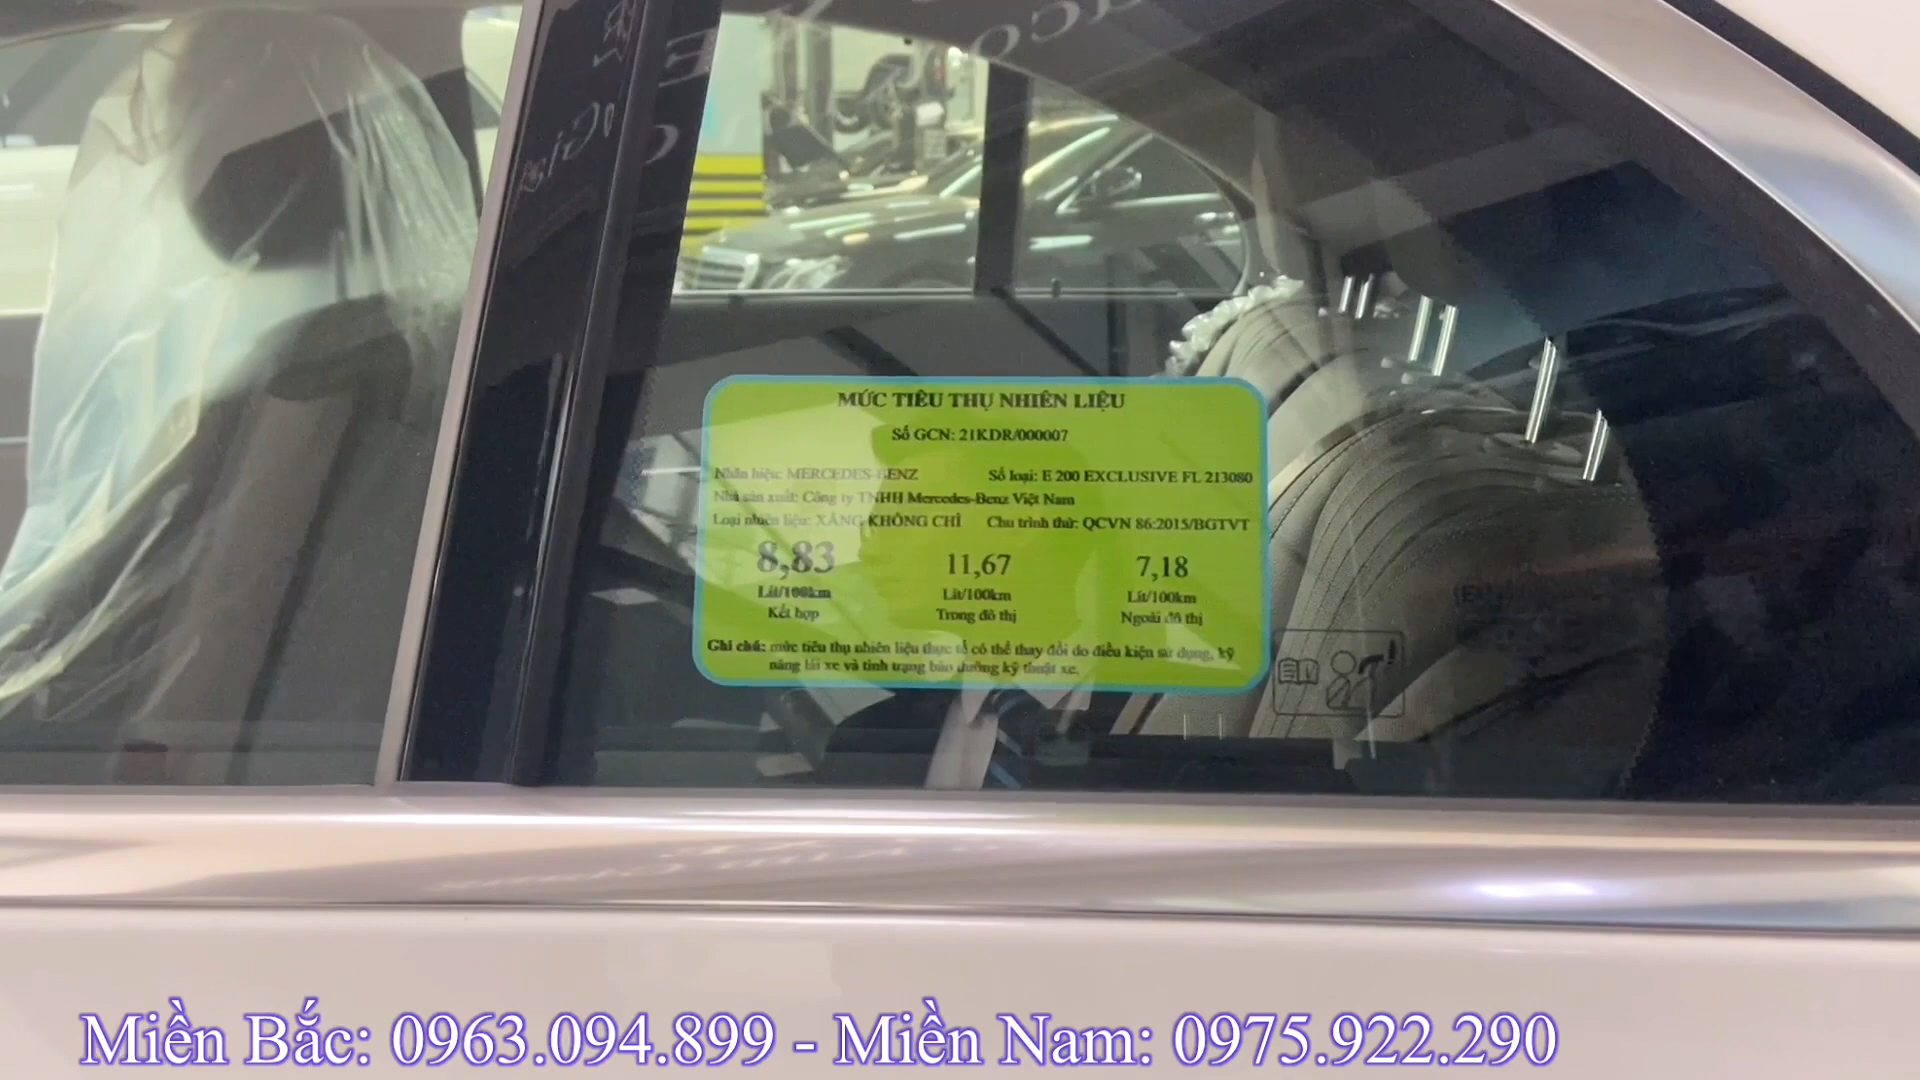 MỨC TIÊU THỤ NHIÊN LIỆU
Số GCN: 21KDR/000007
Nhãn hiệu: MERCEDES-BENZ Số loại: E 200 EXCLUSIVE FL 213080
Nhà sản xuất: Công ty TNHH Mercedes-Benz Việt Nam
Loại nhiên liệu: XĂNG KHÔNG CHÌ Chu trình thử: QCVN 86:2015/BGTVT
8,83 11,67 7,18
Lít/100km Lít/100km Lít/100km
Kết hợp Trong đô thị Ngoài đô thị
Ghi chú: mức tiêu thụ nhiên liệu thực tế có thể thay đổi do điều kiện sử dụng, kỹ
năng lái xe và tình trạng bảo dưỡng kỹ thuật xe.
Miền Bắc: 0963.094.899 - Miền Nam: 0975.922.290